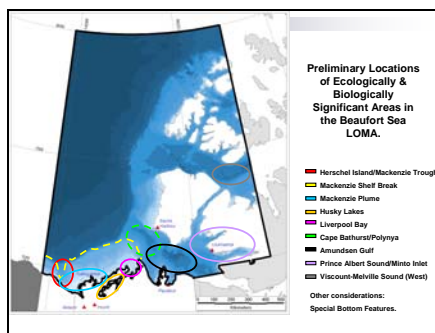 Preliminary Locations
of Ecologically &
Biologically
Significant Areas in
the Beaufort Sea
LOMA.
Herschel Island/Mackenzie Trough
Mackenzie Shelf Break
Mackenzie Plume
Husky Lakes
Liverpool Bay
Cape Bathurst/Polynya
Amundsen Gulf
Prince Albert Sound/Minto Inlet
Viscount-Melville Sound (West)
Other considerations:
Special Bottom Features.